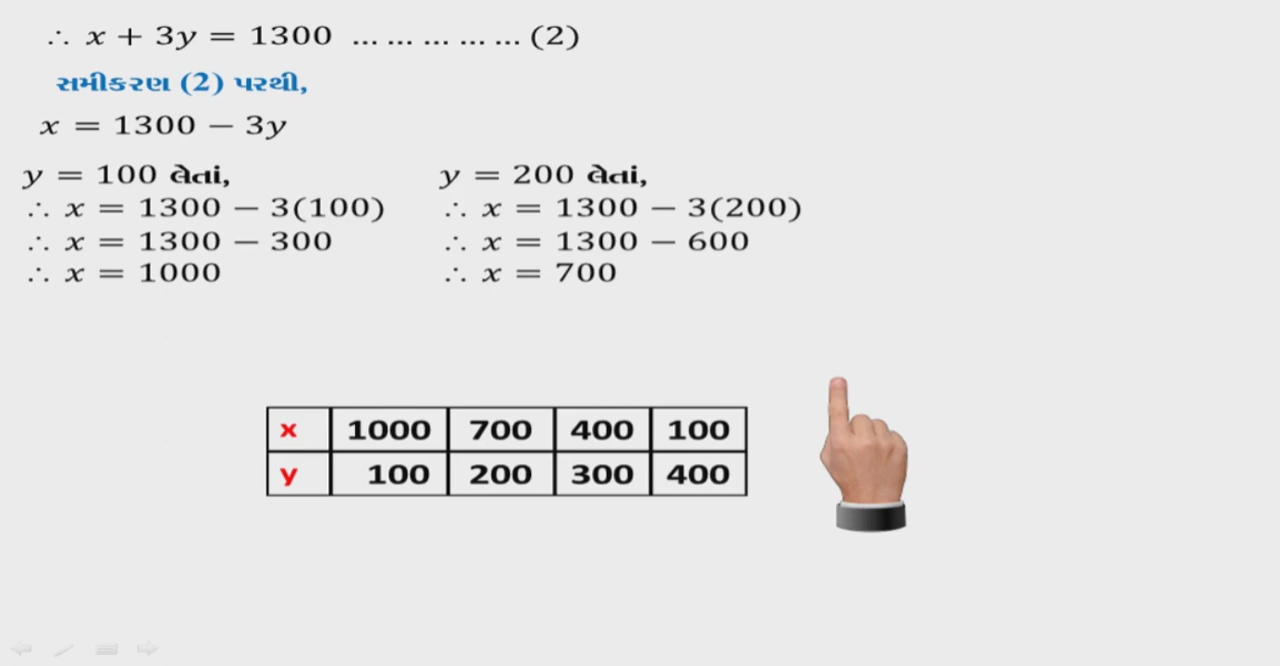 ∴ x + 3y = 1300 ... ... ... ... ... (2)
સમીકરણ (2) પરથી,
x = 1300 − 3y
y = 100 લેતાં,
∴ x = 1300 − 3(100)
∴ x = 1300 − 300
∴ x = 1000
y = 200 લેતાં,
∴ x = 1300 − 3(200)
∴ x = 1300 − 600
∴ x = 700
x 1000 700 400 100
y 100 200 300 400